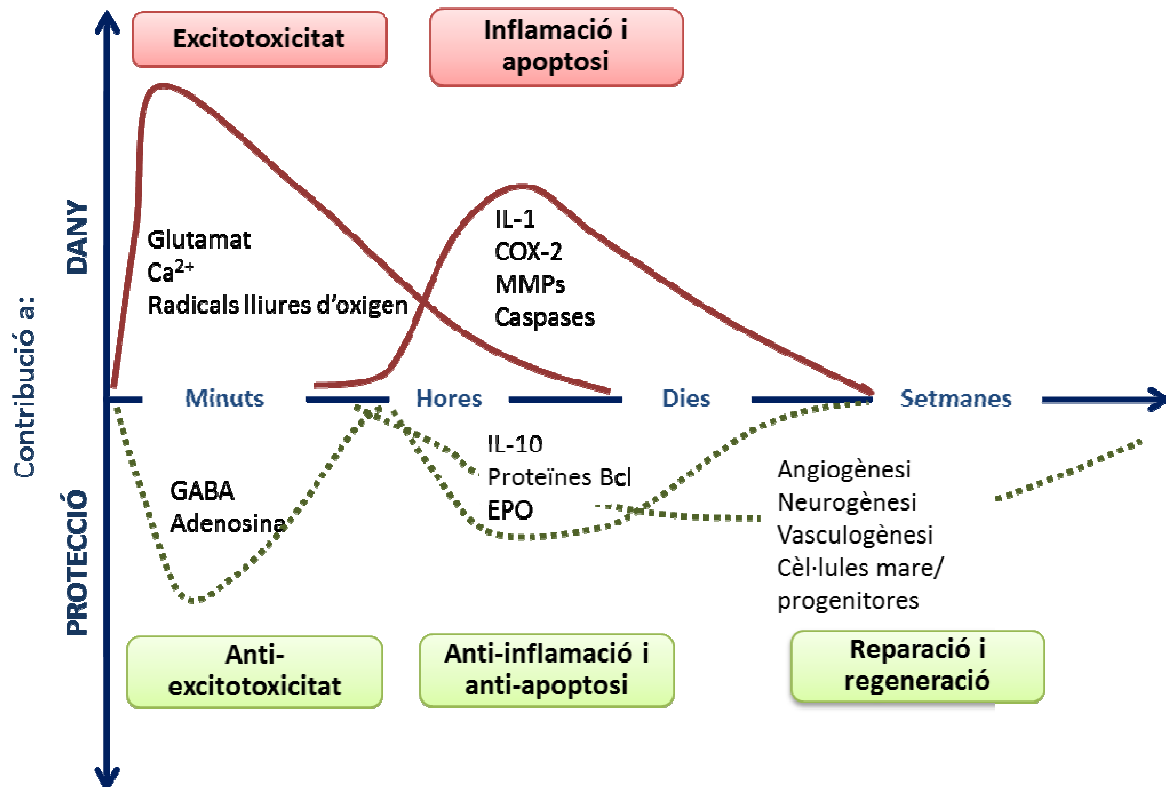 Excitotoxicitat
Inflamació i
apoptosi
Contribució a:
DANY
PROTECCIÓ
Glutamat
Ca²⁺
Radicals lliures d'oxigen
IL-1
COX-2
MMPs
Caspases
Minuts
Hores
Dies
Setmanes
GABA
Adenosina
IL-10
Proteïnes Bcl
EPO
Angiogènesi
Neurogènesi
Vasculogènesi
Cèl·lules mare/
progenitores
Anti-
excitotoxicitat
Anti-inflamació i
anti-apoptosi
Reparació i
regeneració